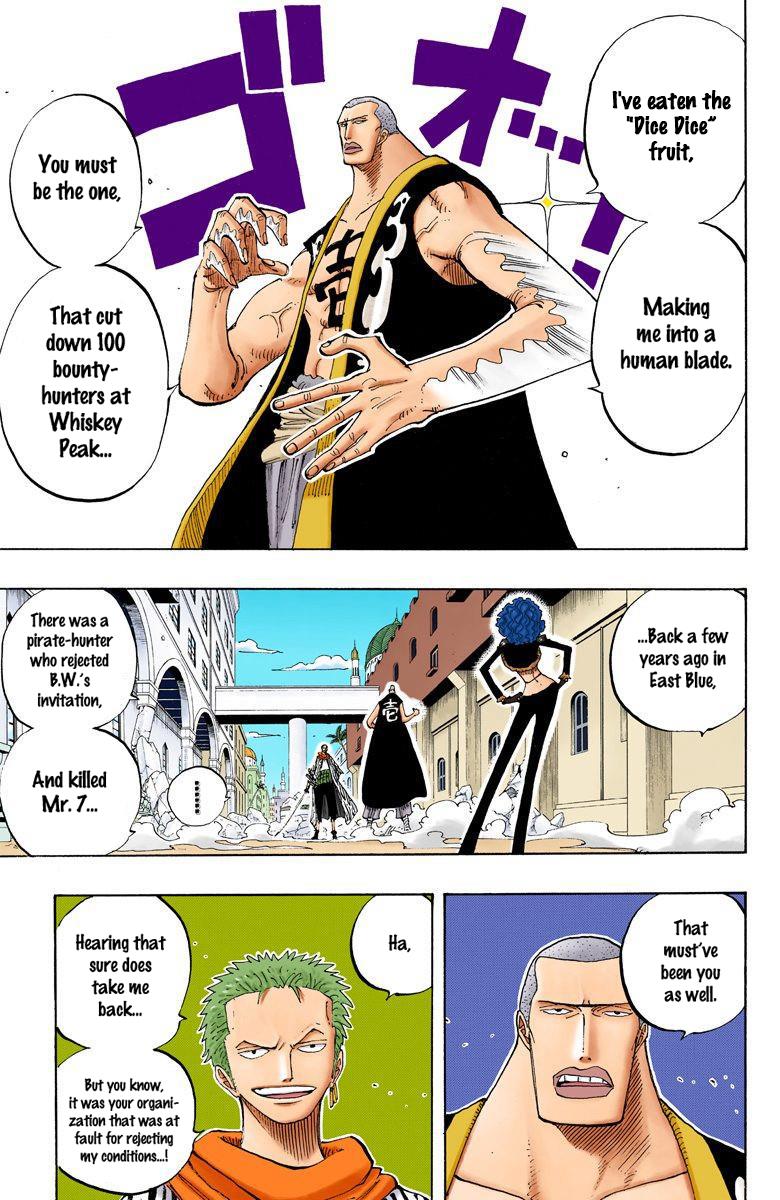 I've eaten the
"Dice Dice"
fruit,
Making
me into a
human blade.
ゴオ...!
壱
You must
be the one,
That cut
down 100
bounty-
hunters at
Whiskey
Peak...
...Back a few
years ago in
East Blue,
壱
There was a
pirate-hunter
who rejected
B.W.'s
invitation,
And killed
Mr. 7...
......
That
must've
been you
as well.
Ha,
Hearing that
sure does
take me
back...
But you know,
it was your organi-
zation that was at
fault for rejecting
my conditions...!